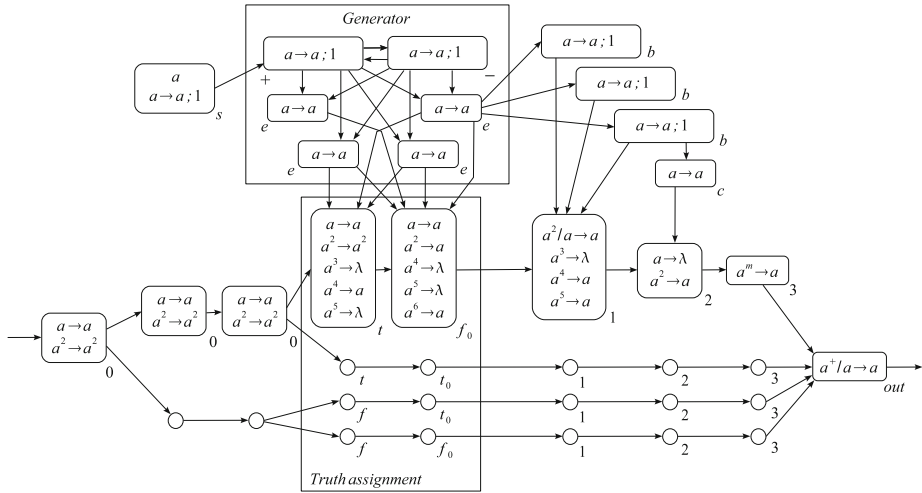 Generator
a→a;1
a→a;1
+
−
a
a→a;1
s
a→a
e
a→a
e
a→a
e
a→a
e
a→a;1
b
a→a;1
b
a→a;1
b
a→a
c
a→a
a²→a²
a³→λ
a⁴→a
a⁵→λ
t
a→a
a²→a
a⁴→λ
a⁵→λ
a⁶→a
f₀
a²/a→a
a³→λ
a⁴→a
a⁵→a
1
a→λ
a²→a
2
aᵐ→a
3
a→a
a²→a²
0
a→a
a²→a²
0
a→a
a²→a²
0
t
t₀
1
2
3
a⁺/a→a
out
f
t₀
1
2
3
f
f₀
1
2
3
Truth assignment